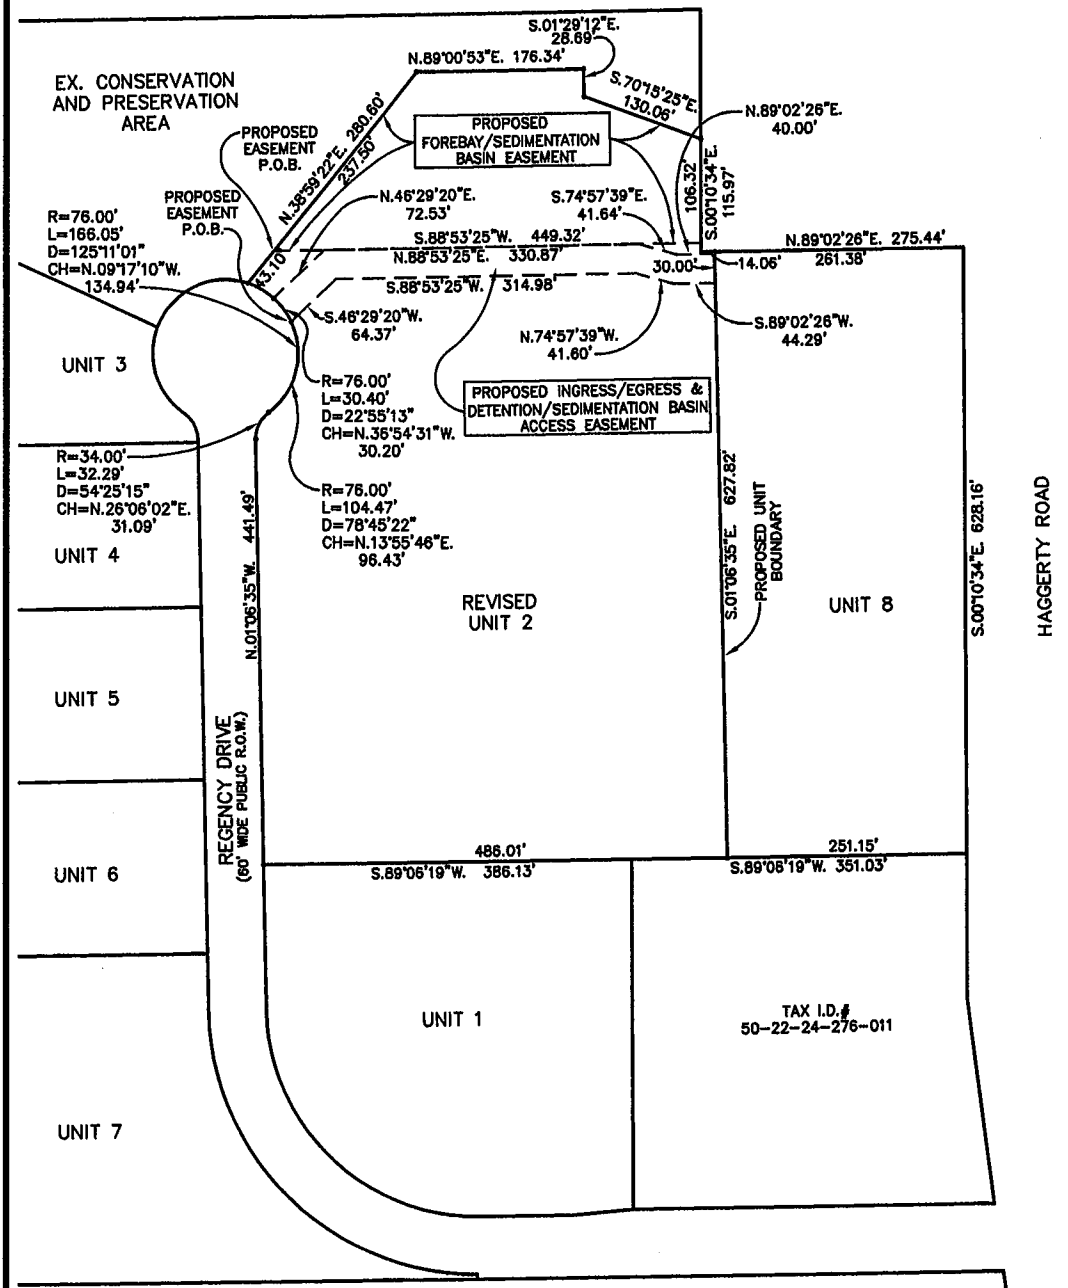 S.01°29'12"E.
28.69'
N.89°00'53"E. 176.34'
EX. CONSERVATION
AND PRESERVATION
AREA
S.70°15'25"E.
130.06'
N.89°02'26"E.
40.00'
PROPOSED
EASEMENT
P.O.B.
N.38°59'22"E. 280.60'
237.50'
PROPOSED
FOREBAY/SEDIMENTATION
BASIN EASEMENT
106.32'
S.00°10'34"E.
115.97'
PROPOSED
EASEMENT
P.O.B.
N.46°29'20"E.
72.53'
S.74°57'39"E.
41.64'
R=76.00'
L=166.05'
D=125°11'01"
CH=N.09°17'10"W.
134.94'
S.88°53'25"W. 449.32'
N.88°53'25"E. 330.87'
N.89°02'26"E. 275.44'
43.10'
30.00'
14.06'
261.38'
S.88°53'25"W. 314.98'
S.46°29'20"W.
64.37'
N.74°57'39"W.
41.60'
S.89°02'26"W.
44.29'
UNIT 3
R=76.00'
L=30.40'
D=22°55'13"
CH=N.36°54'31"W.
30.20'
PROPOSED INGRESS/EGRESS &
DETENTION/SEDIMENTATION BASIN
ACCESS EASEMENT
R=34.00'
L=32.29'
D=54°25'15"
CH=N.26°06'02"E.
31.09'
R=76.00'
L=104.47'
D=78°45'22"
CH=N.13°55'46"E.
96.43'
UNIT 4
N.01°06'35"W. 441.49'
S.01°06'35"E. 627.82'
PROPOSED UNIT
BOUNDARY
S.00°10'34"E. 628.16'
HAGGERTY ROAD
REVISED
UNIT 2
UNIT 8
UNIT 5
REGENCY DRIVE
(60' WIDE PUBLIC R.O.W.)
486.01'
S.89°06'19"W. 386.13'
251.15'
S.89°06'19"W. 351.03'
UNIT 6
UNIT 1
TAX I.D.#
50-22-24-276-011
UNIT 7